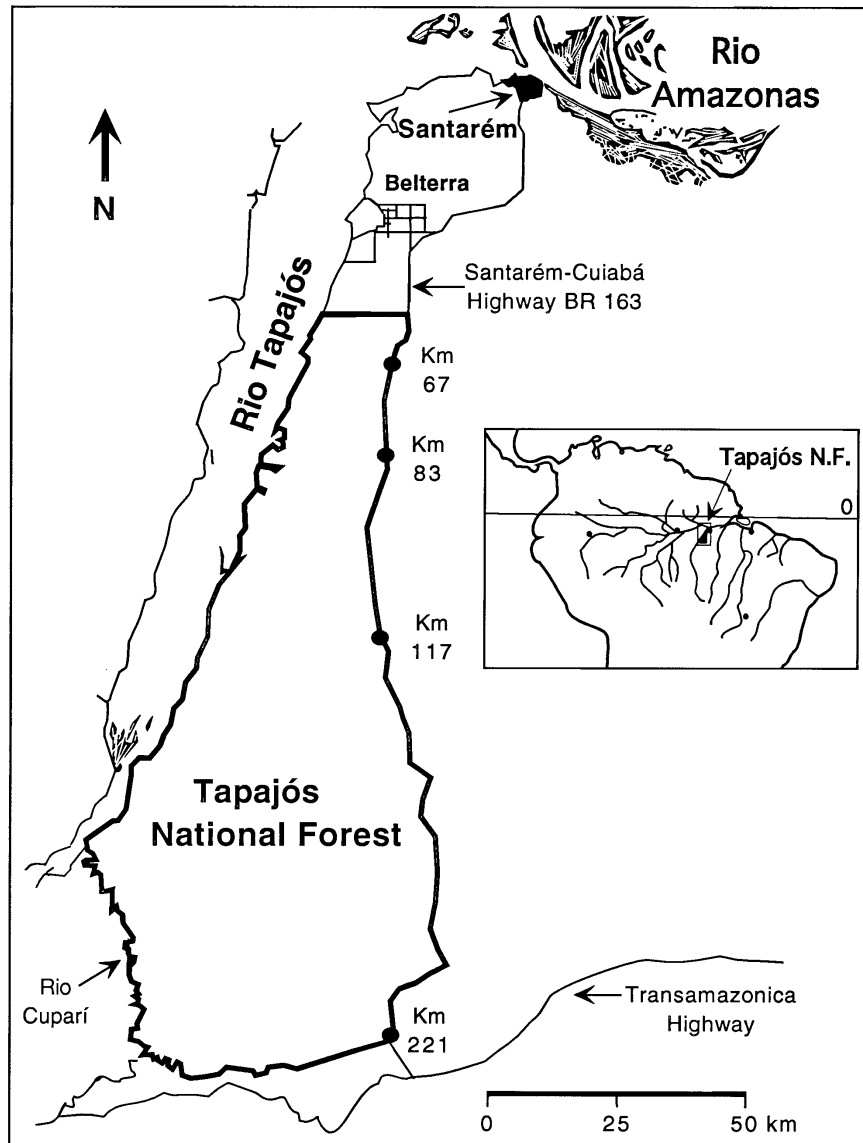 Rio
Amazonas
Santarém
N
Belterra
Santarém-Cuiabá
Highway BR 163
Rio Tapajós
Km
67
Km
83
Tapajós N.F.
0
Km
117
Tapajós
National Forest
Rio
Cuparí
Transamazonica
Highway
Km
221
0 25 50 km